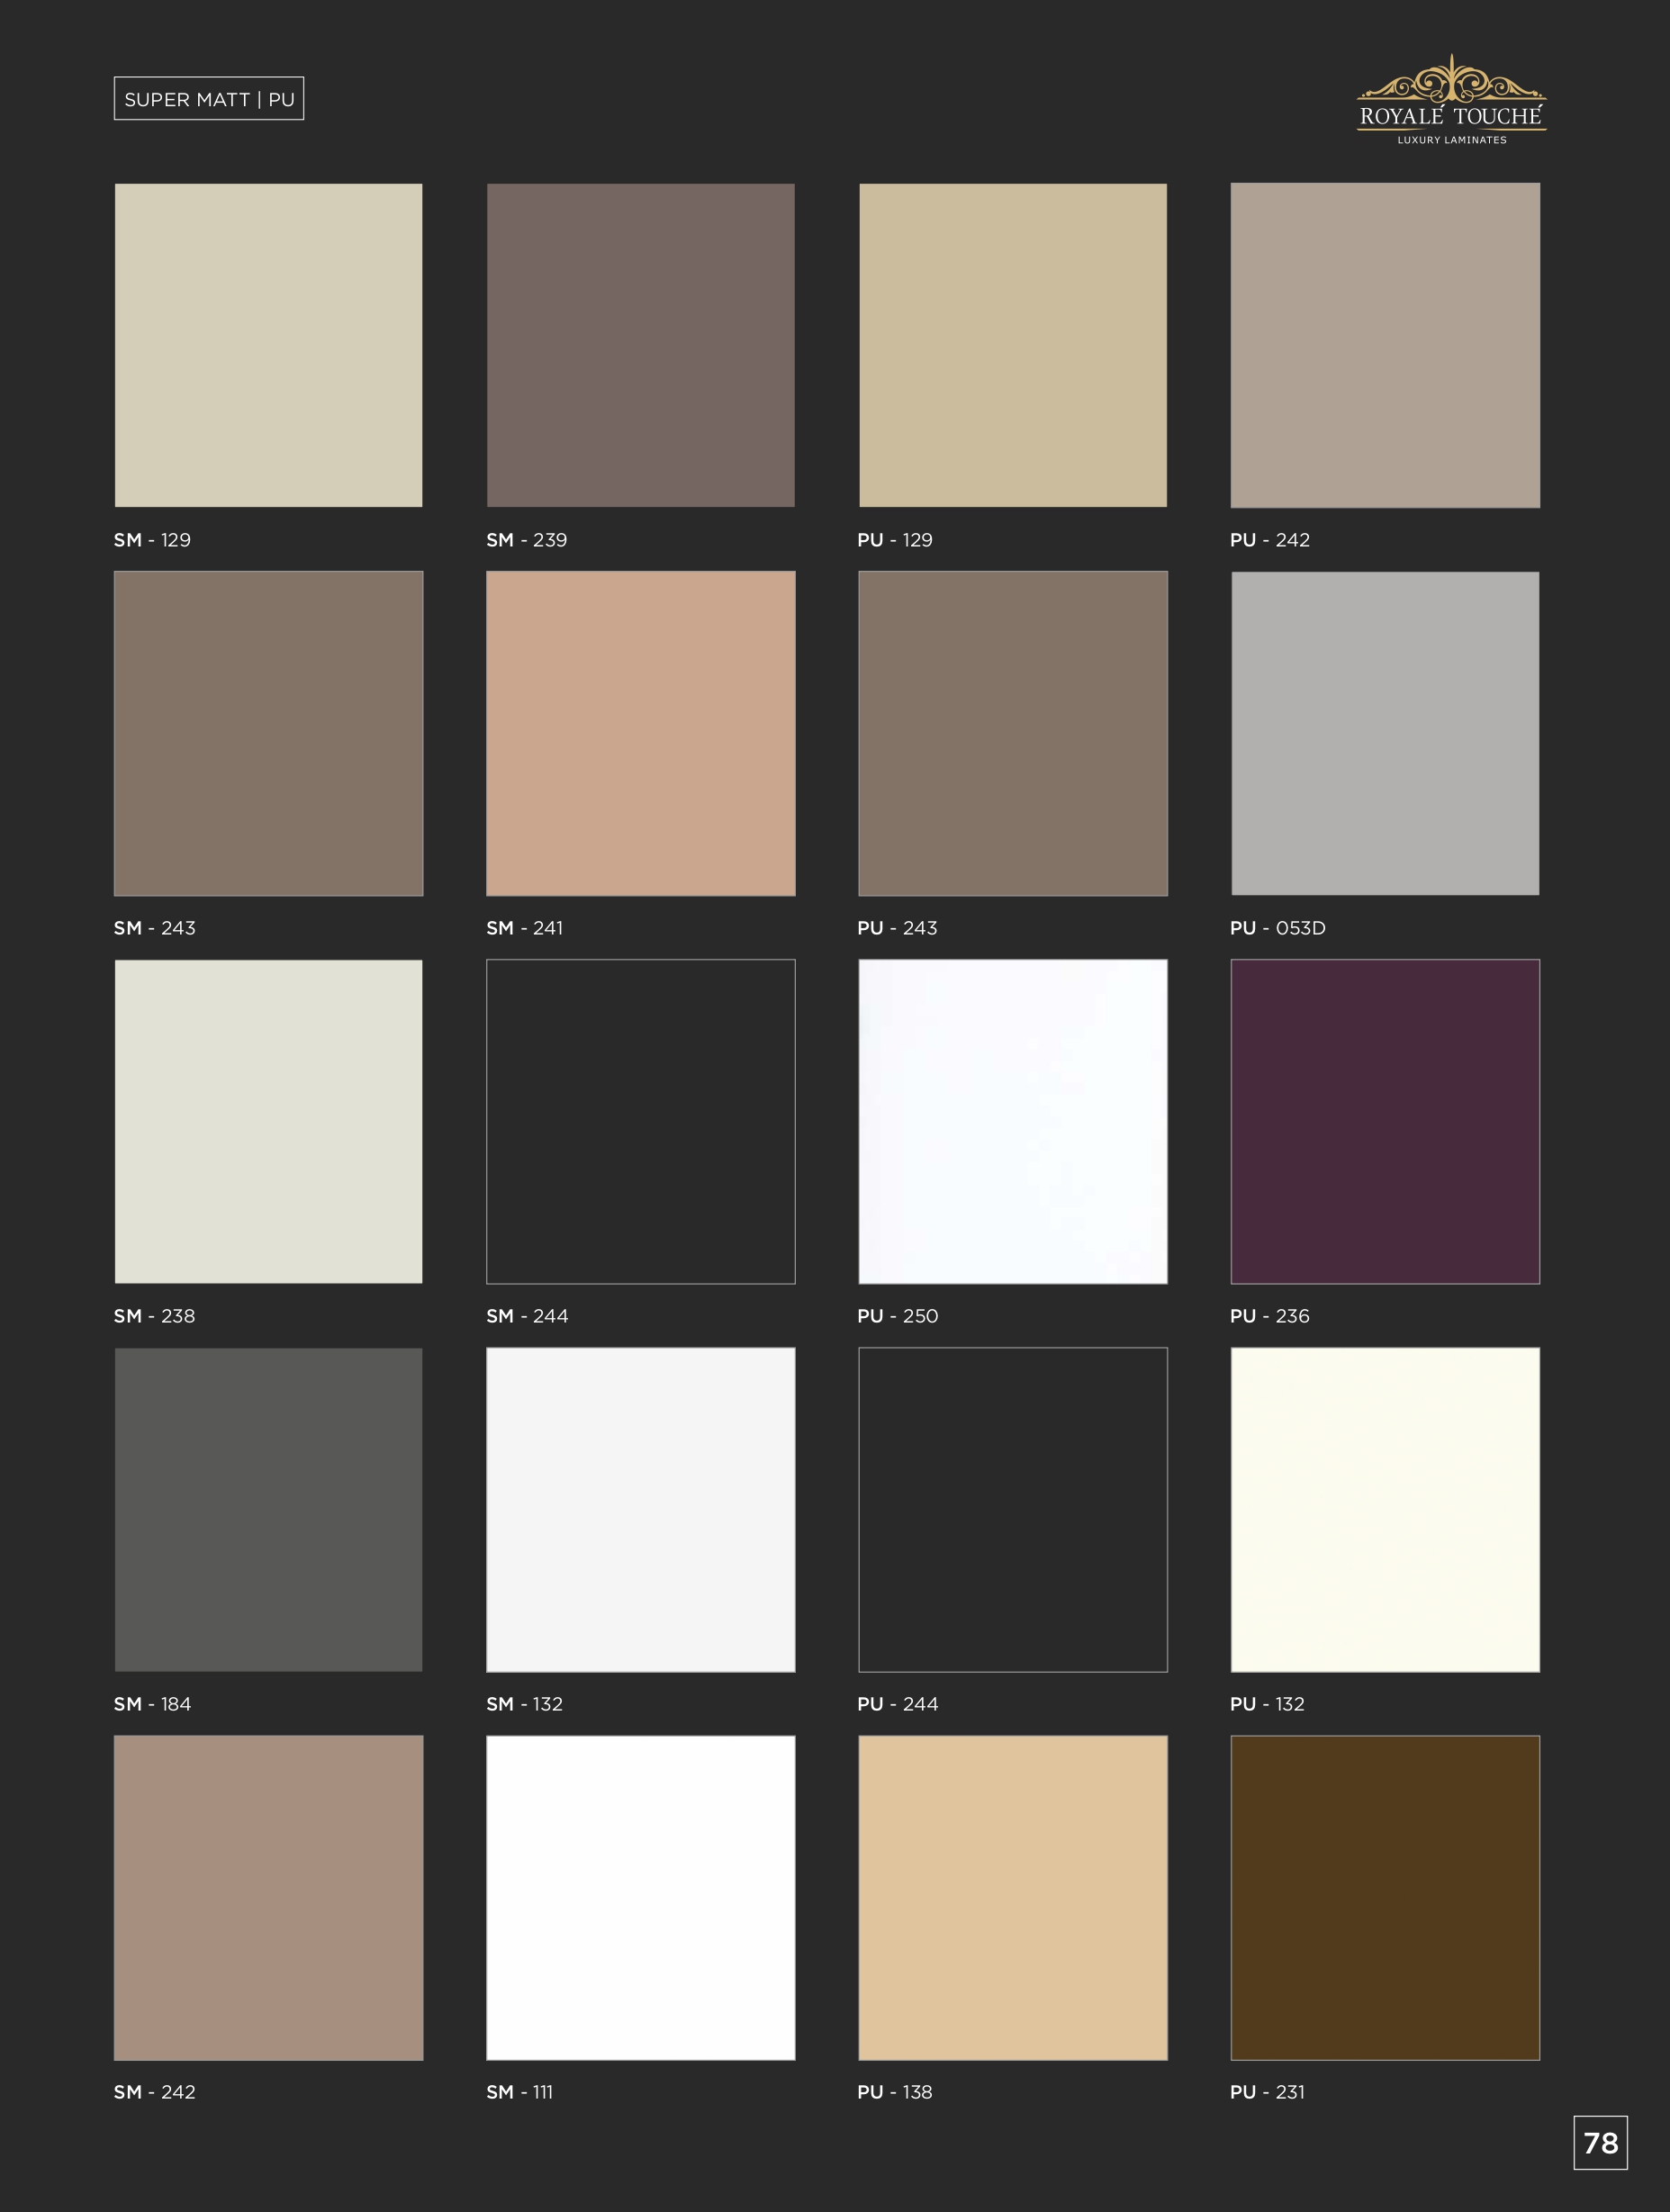 SUPER MATT | PU
ROYALÉ TOUCHÉ
LUXURY LAMINATES
SM - 129
SM - 239
PU - 129
PU - 242
SM - 243
SM - 241
PU - 243
PU - 053D
SM - 238
SM - 244
PU - 250
PU - 236
SM - 184
SM - 132
PU - 244
PU - 132
SM - 242
SM - 111
PU - 138
PU - 231
78